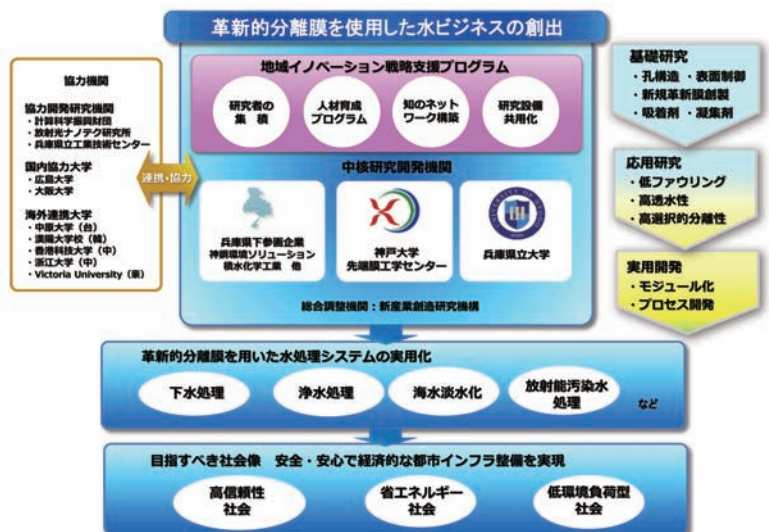 革新的分離膜を使用した水ビジネスの創出
地域イノベーション戦略支援プログラム
研究者の
集 積
人材育成
プログラム
知のネット
ワーク構築
研究設備
共用化
中核研究開発機関
兵庫県下参画企業
神鋼環境ソリューション
積水化学工業 他
神戸大学
先端膜工学センター
兵庫県立大学
総合調整機関:新産業創造研究機構
協力機関
協力開発研究機関
・計算科学振興財団
・放射光ナノテク研究所
・兵庫県立工業技術センター
国内協力大学
・広島大学
・大阪大学
海外連携大学
・中原大学(台)
・漢陽大学校(韓)
・香港科技大学(中)
・浙江大学(中)
・Victoria University(豪)
連携・協力
基礎研究
・孔構造 ・表面制御
・新規革新膜創製
・吸着剤 ・凝集剤
応用研究
・低ファウリング
・高透水性
・高選択的分離性
実用開発
・モジュール化
・プロセス開発
革新的分離膜を用いた水処理システムの実用化
下水処理
浄水処理
海水淡水化
放射能汚染水
処理
など
目指すべき社会像 安全・安心で経済的な都市インフラ整備を実現
高信頼性
社会
省エネルギー
社会
低環境負荷型
社会